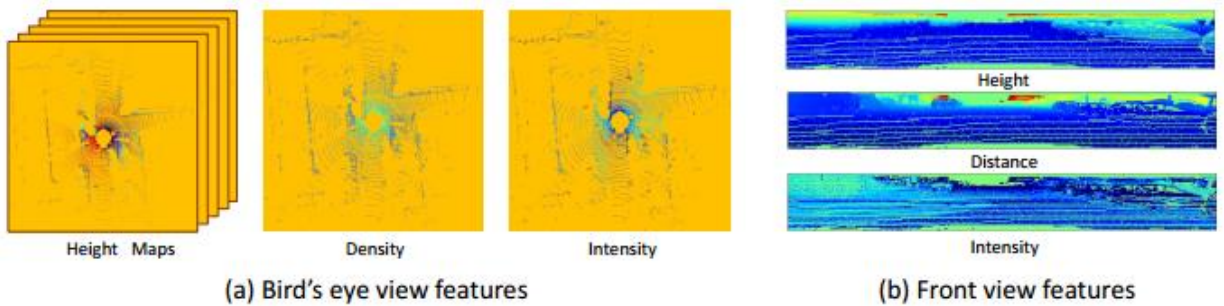 Height Maps
Density
Intensity
(a) Bird's eye view features
Height
Distance
Intensity
(b) Front view features